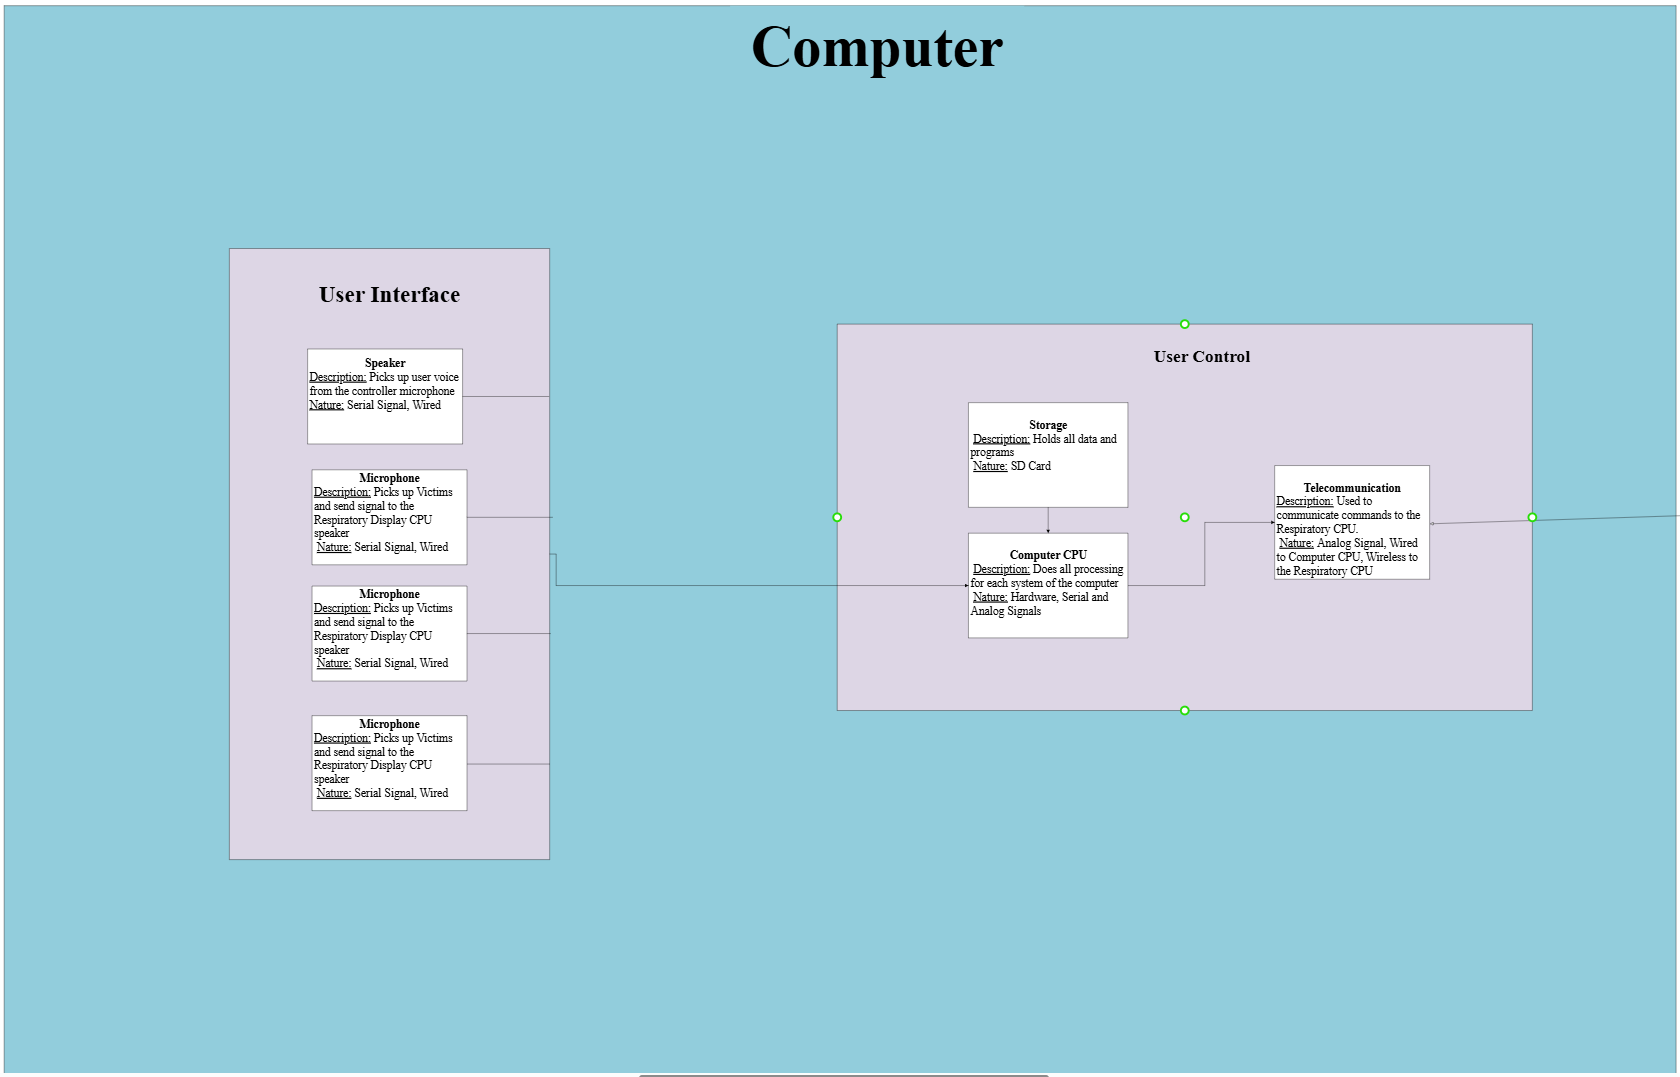 Computer
User Interface
Speaker
Description: Picks up user voice
from the controller microphone
Nature: Serial Signal, Wired
Microphone
Description: Picks up Victims
and send signal to the
Respiratory Display CPU
speaker
Nature: Serial Signal, Wired
Microphone
Description: Picks up Victims
and send signal to the
Respiratory Display CPU
speaker
Nature: Serial Signal, Wired
Microphone
Description: Picks up Victims
and send signal to the
Respiratory Display CPU
speaker
Nature: Serial Signal, Wired
User Control
Storage
Description: Holds all data and
programs
Nature: SD Card
Computer CPU
Description: Does all processing
for each system of the computer
Nature: Hardware, Serial and
Analog Signals
Telecommunication
Description: Used to
communicate commands to the
Respiratory CPU.
Nature: Analog Signal, Wired
to Computer CPU, Wireless to
the Respiratory CPU